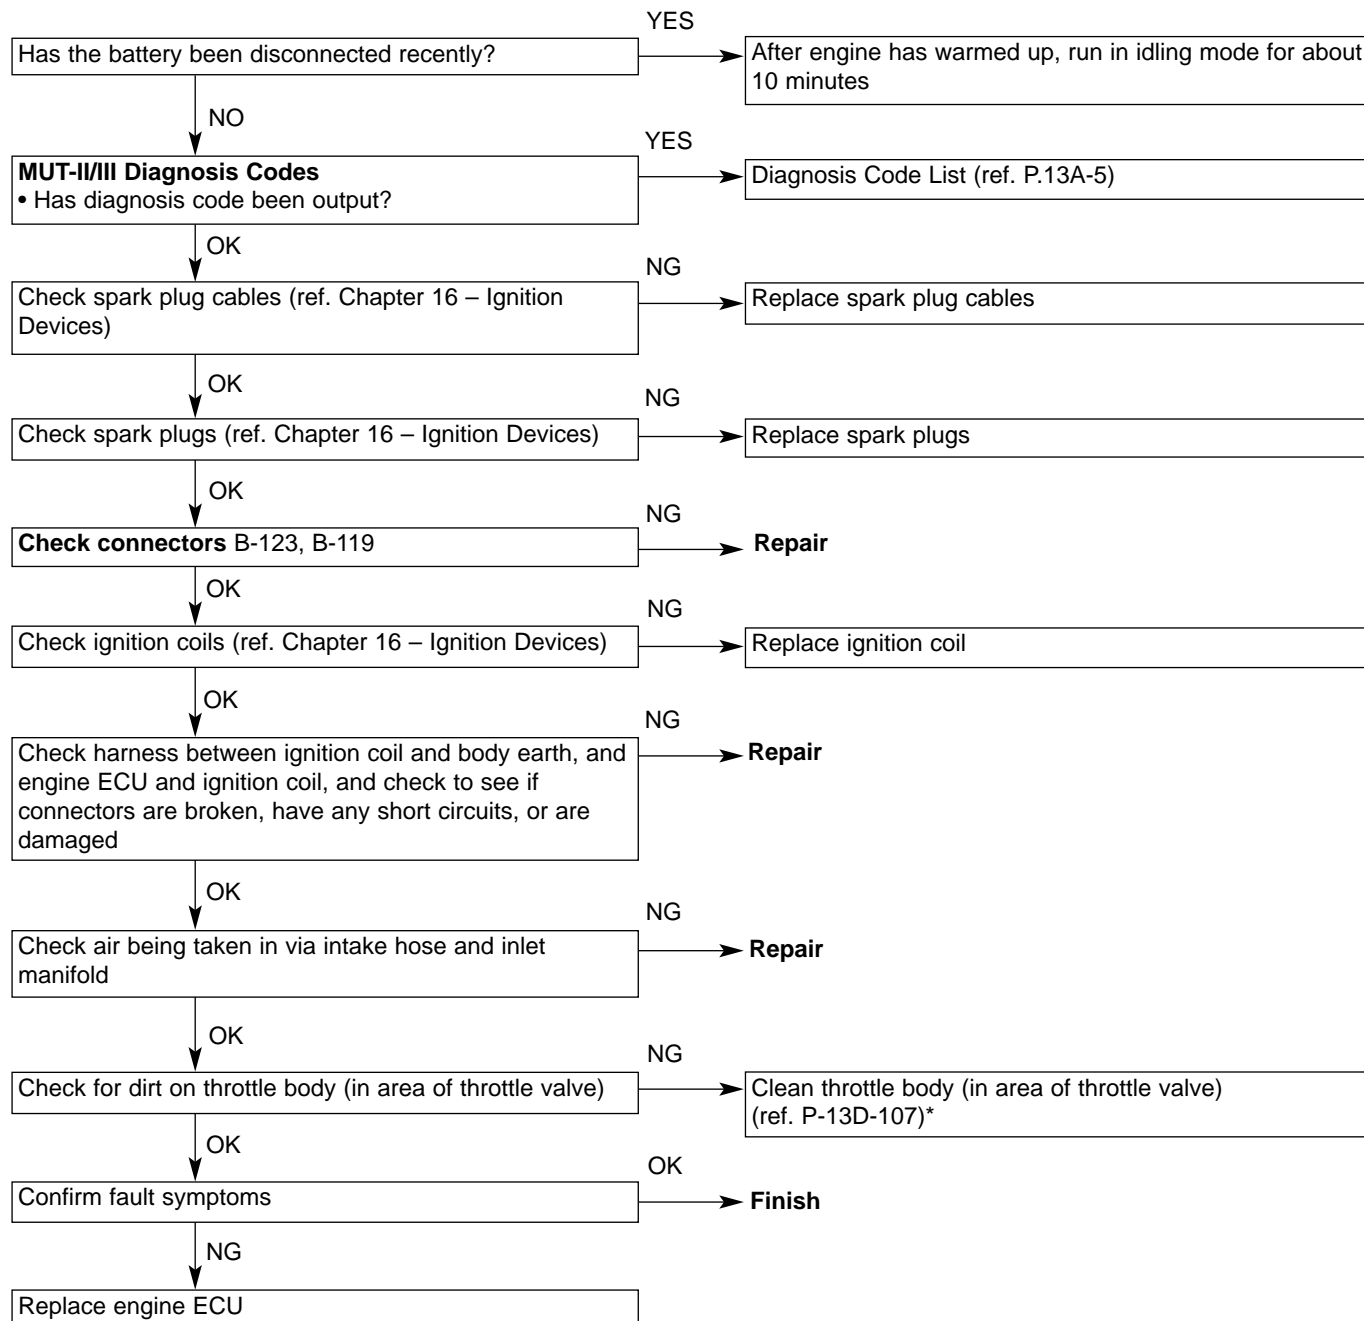 YES
Has the battery been disconnected recently?
After engine has warmed up, run in idling mode for about
10 minutes
NO
YES
MUT-II/III Diagnosis Codes
• Has diagnosis code been output?
Diagnosis Code List (ref. P.13A-5)
OK
NG
Check spark plug cables (ref. Chapter 16 – Ignition
Devices)
Replace spark plug cables
OK
NG
Check spark plugs (ref. Chapter 16 – Ignition Devices)
Replace spark plugs
OK
NG
Check connectors B-123, B-119
Repair
OK
NG
Check ignition coils (ref. Chapter 16 – Ignition Devices)
Replace ignition coil
OK
NG
Check harness between ignition coil and body earth, and
engine ECU and ignition coil, and check to see if
connectors are broken, have any short circuits, or are
damaged
Repair
OK
NG
Check air being taken in via intake hose and inlet
manifold
Repair
OK
NG
Check for dirt on throttle body (in area of throttle valve)
Clean throttle body (in area of throttle valve)
(ref. P-13D-107)*
OK
OK
Confirm fault symptoms
Finish
NG
Replace engine ECU